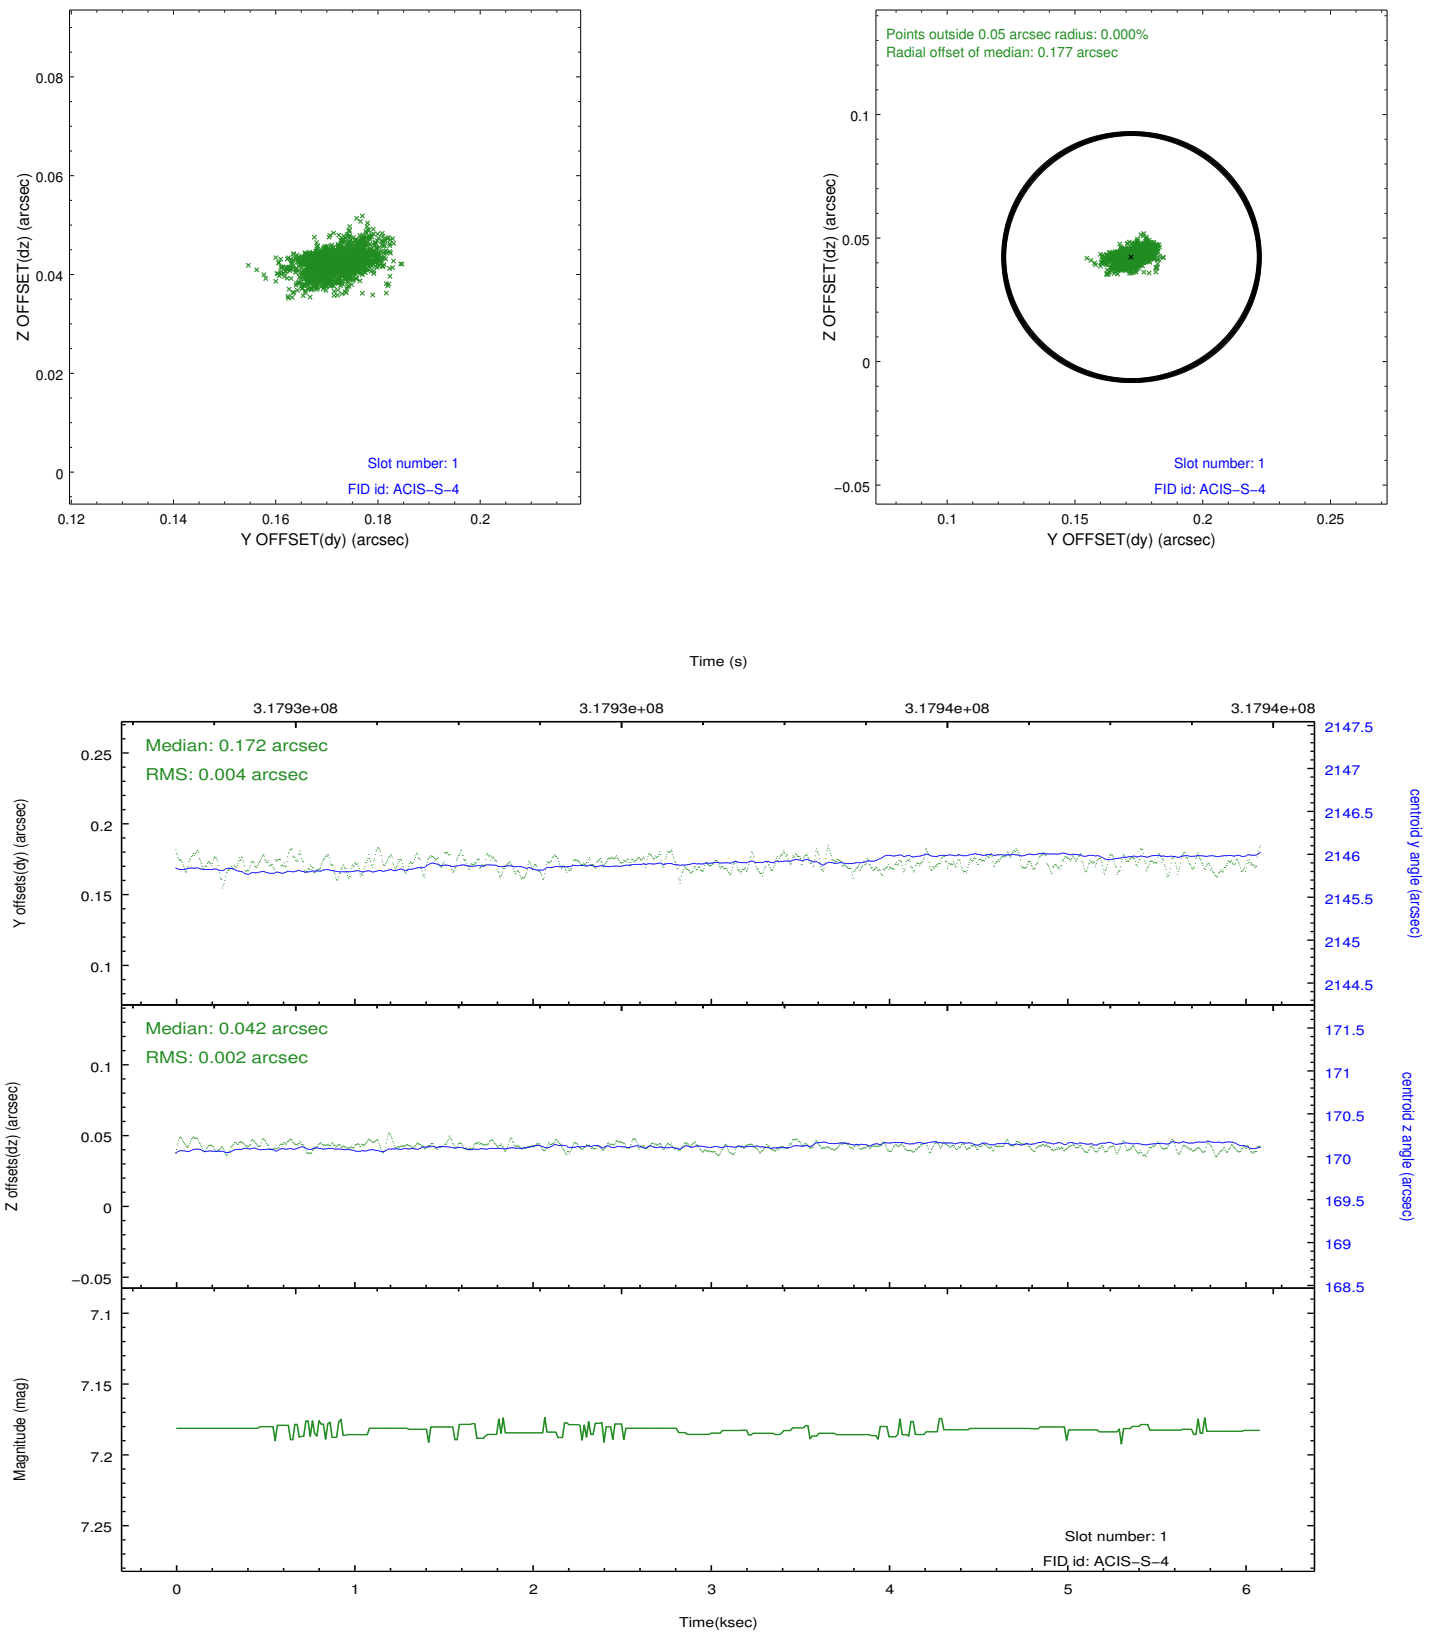 0.08
0.06
0.04
0.02
0
0.12
0.14
0.16
0.18
0.2
Z OFFSET(dz) (arcsec)
Y OFFSET(dy) (arcsec)
Slot number: 1
FID id: ACIS−S−4
Points outside 0.05 arcsec radius: 0.000%
Radial offset of median: 0.177 arcsec
0.1
0.05
0
−0.05
0.1
0.15
0.2
0.25
Z OFFSET(dz) (arcsec)
Y OFFSET(dy) (arcsec)
Slot number: 1
FID id: ACIS−S−4
Time (s)
3.1793e+08
3.1793e+08
3.1794e+08
3.1794e+08
Median: 0.172 arcsec
RMS: 0.004 arcsec
0.25
0.2
0.15
0.1
Y offsets(dy) (arcsec)
2147.5
2147
2146.5
2146
2145.5
2145
2144.5
centroid y angle (arcsec)
Median: 0.042 arcsec
RMS: 0.002 arcsec
0.1
0.05
0
−0.05
Z offsets(dz) (arcsec)
171.5
171
170.5
170
169.5
169
168.5
centroid z angle (arcsec)
7.1
7.15
7.2
7.25
Magnitude (mag)
Slot number: 1
FID id: ACIS−S−4
0
1
2
3
4
5
6
Time(ksec)